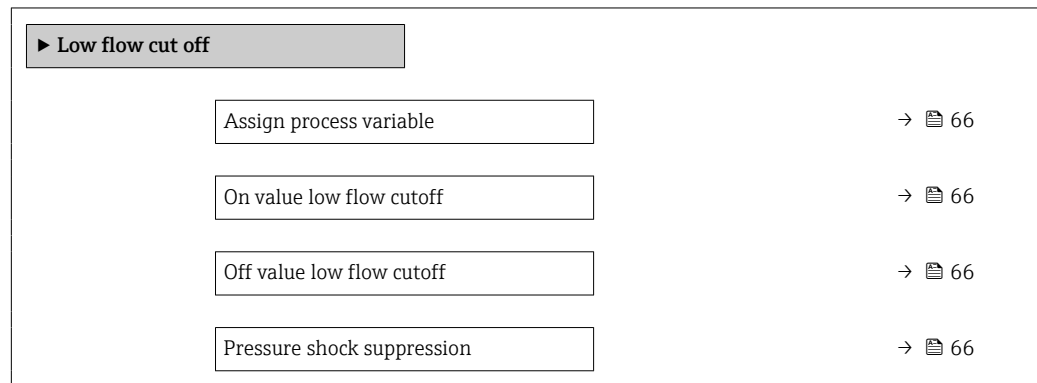 ▶ Low flow cut off
Assign process variable → 66
On value low flow cutoff → 66
Off value low flow cutoff → 66
Pressure shock suppression → 66